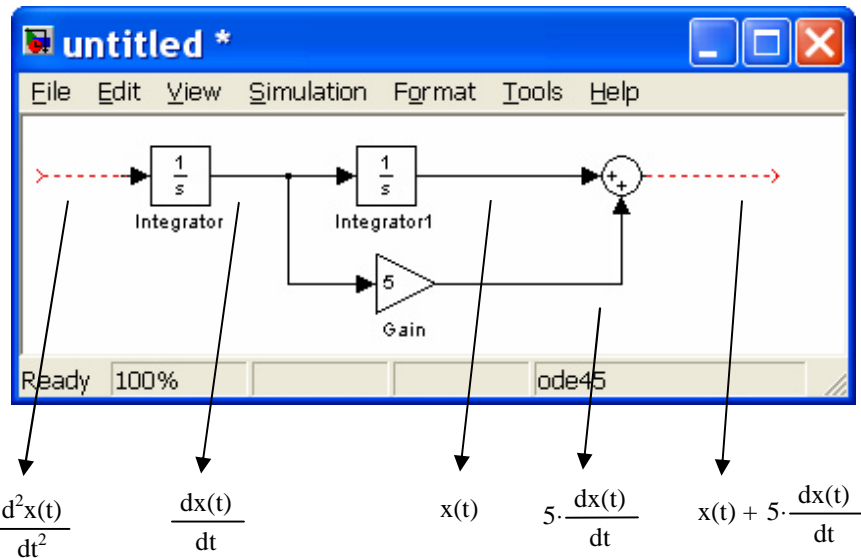 untitled *
File Edit View Simulation Format Tools Help
1
s
Integrator
1
s
Integrator1
+
+
5
Gain
Ready 100% ode45
d²x(t)
dt²
dx(t)
dt
x(t)
5·dx(t)
dt
x(t) + 5·dx(t)
dt